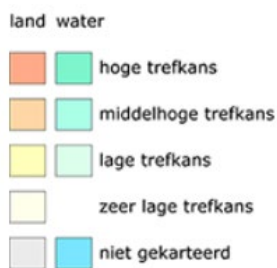 land water
hoge trefkans
middelhoge trefkans
lage trefkans
zeer lage trefkans
niet gekarteerd